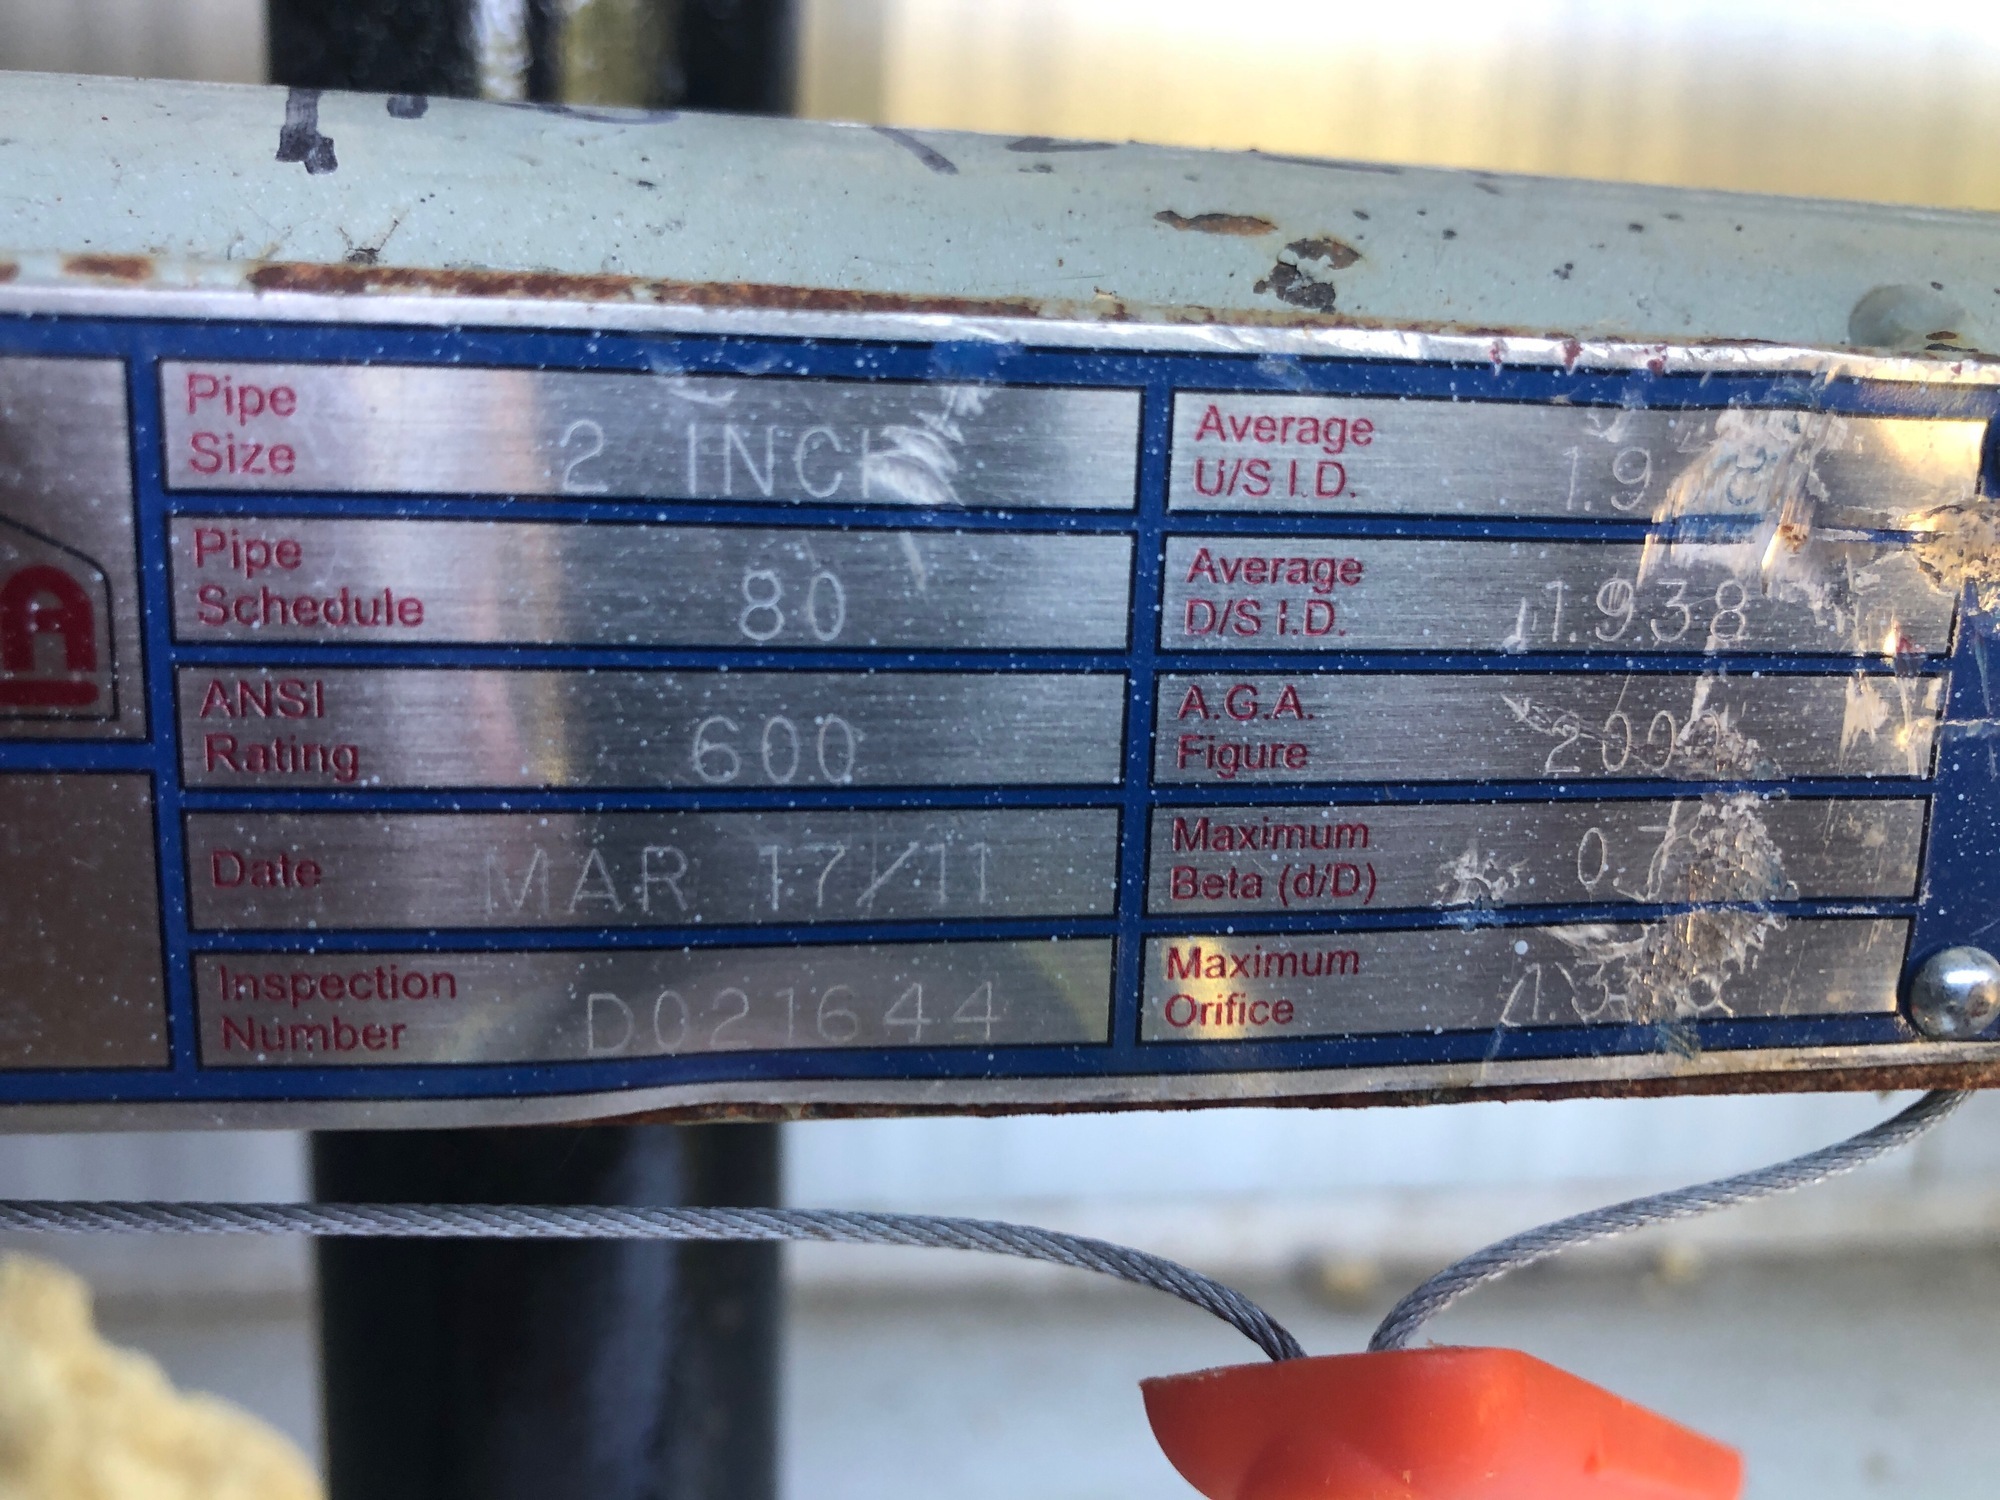 Pipe
Size
2 INCH
Pipe
Schedule
80
ANSI
Rating
600
Date
MAR 17/11
Inspection
Number
D021644
Average
U/S I.D.
Average
D/S I.D.
1.938
A.G.A.
Figure
2000
Maximum
Beta (d/D)
Maximum
Orifice